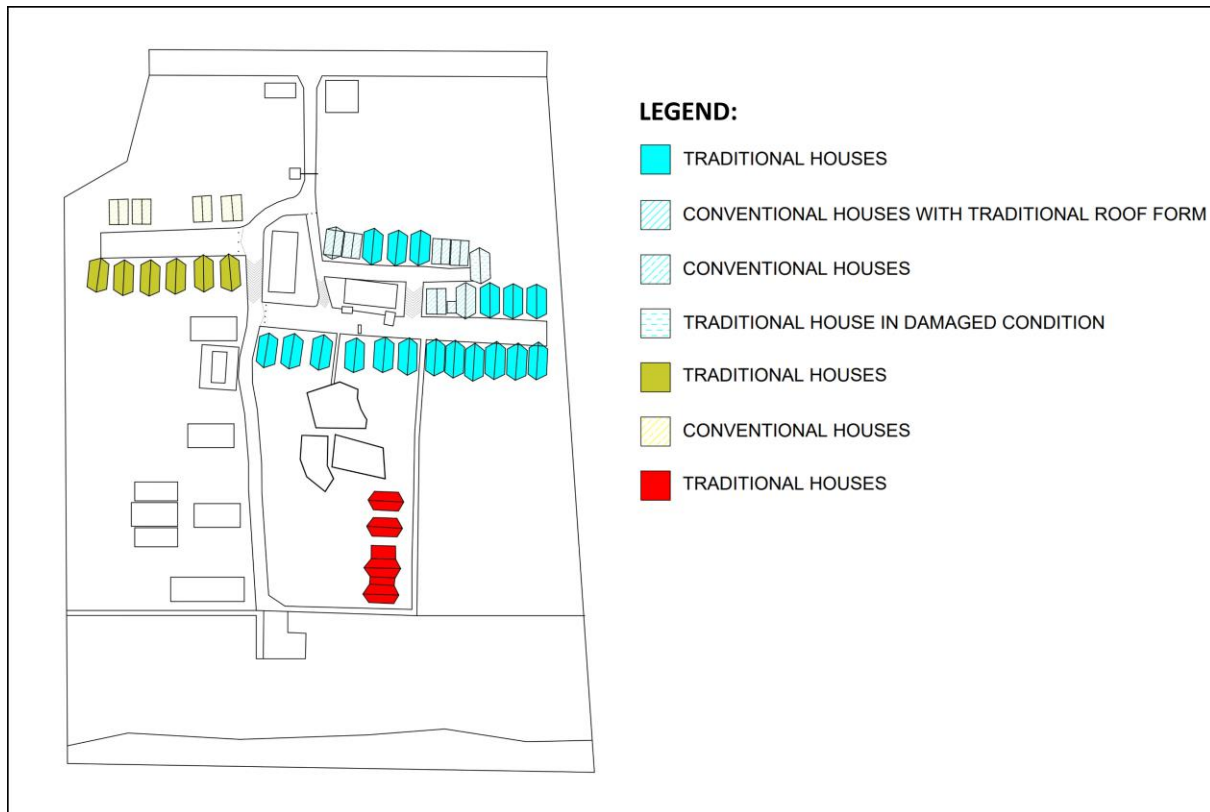 LEGEND:
TRADITIONAL HOUSES
CONVENTIONAL HOUSES WITH TRADITIONAL ROOF FORM
CONVENTIONAL HOUSES
TRADITIONAL HOUSE IN DAMAGED CONDITION
TRADITIONAL HOUSES
CONVENTIONAL HOUSES
TRADITIONAL HOUSES